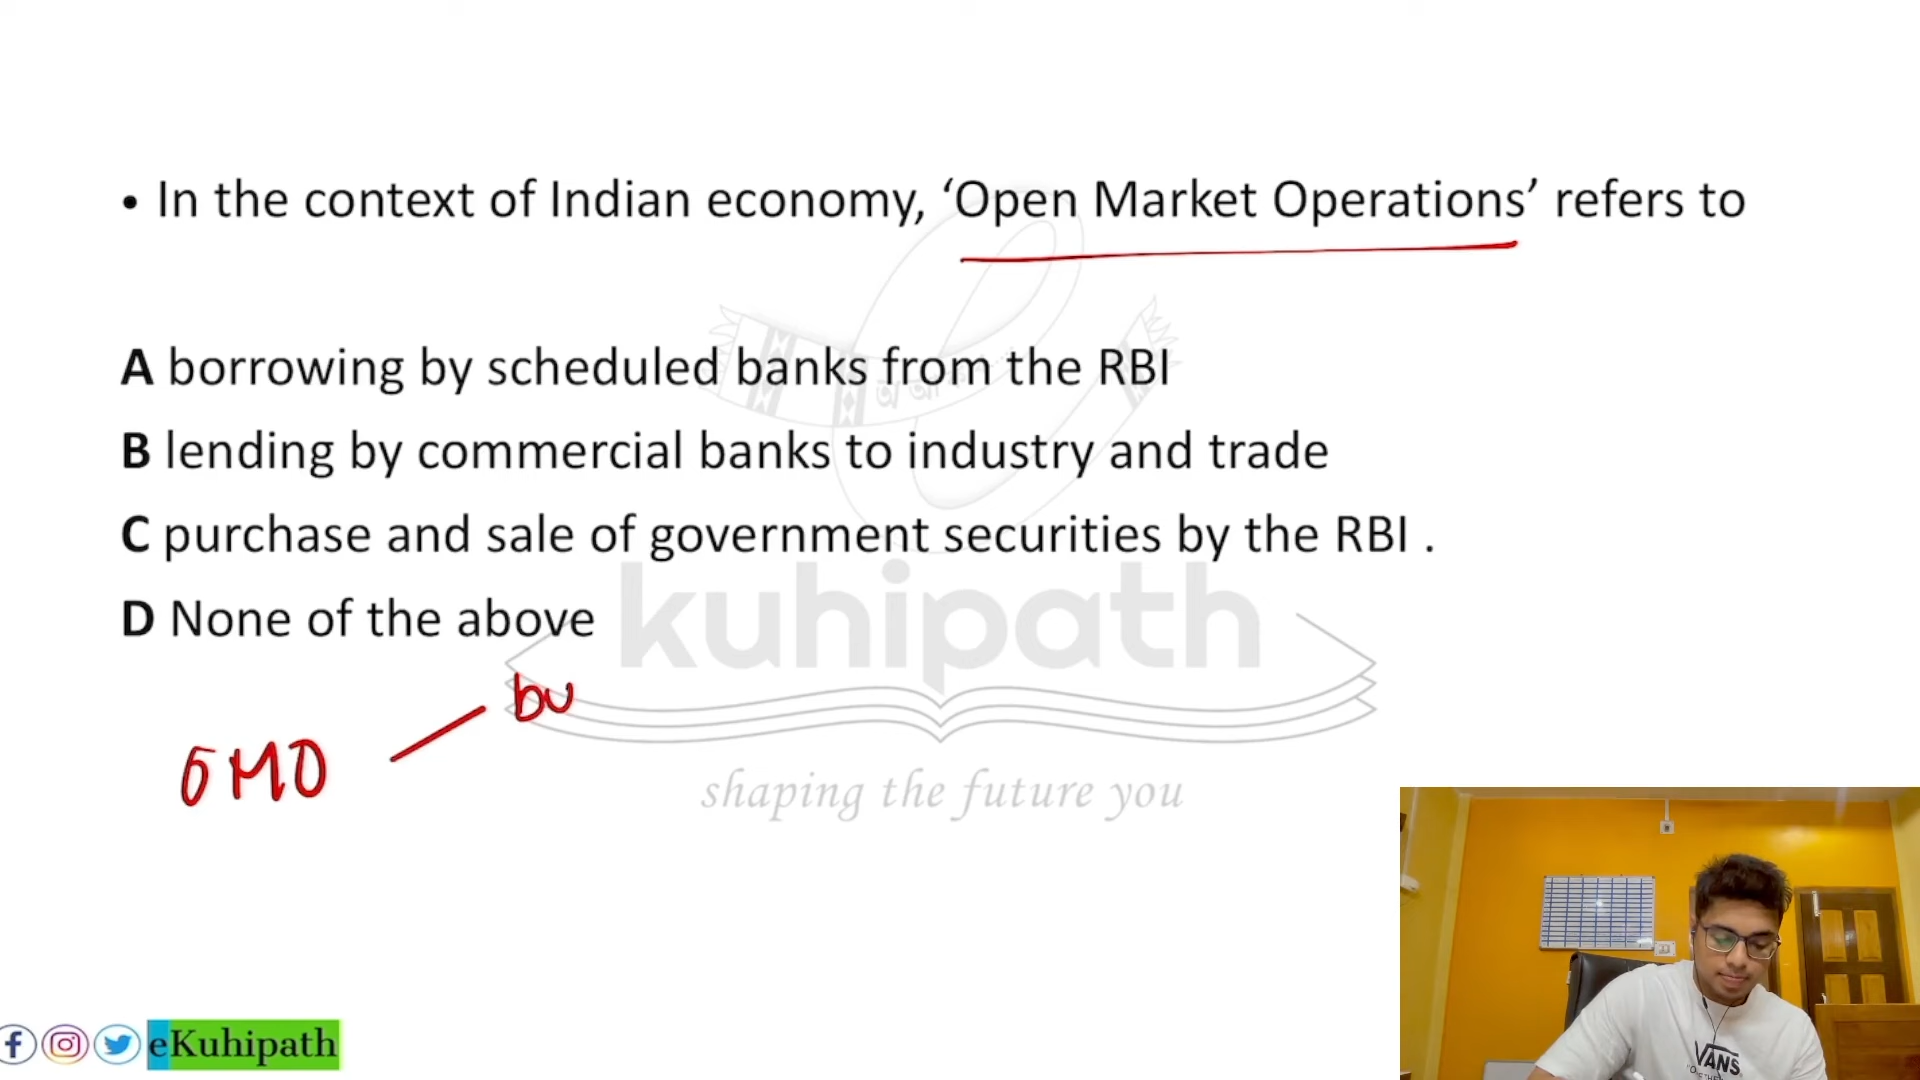 • In the context of Indian economy, ‘Open Market Operations’ refers to
A borrowing by scheduled banks from the RBI
B lending by commercial banks to industry and trade
C purchase and sale of government securities by the RBI .
D None of the above
kuhipath
shaping the future you
bu
OMO
eKuhipath
VANS